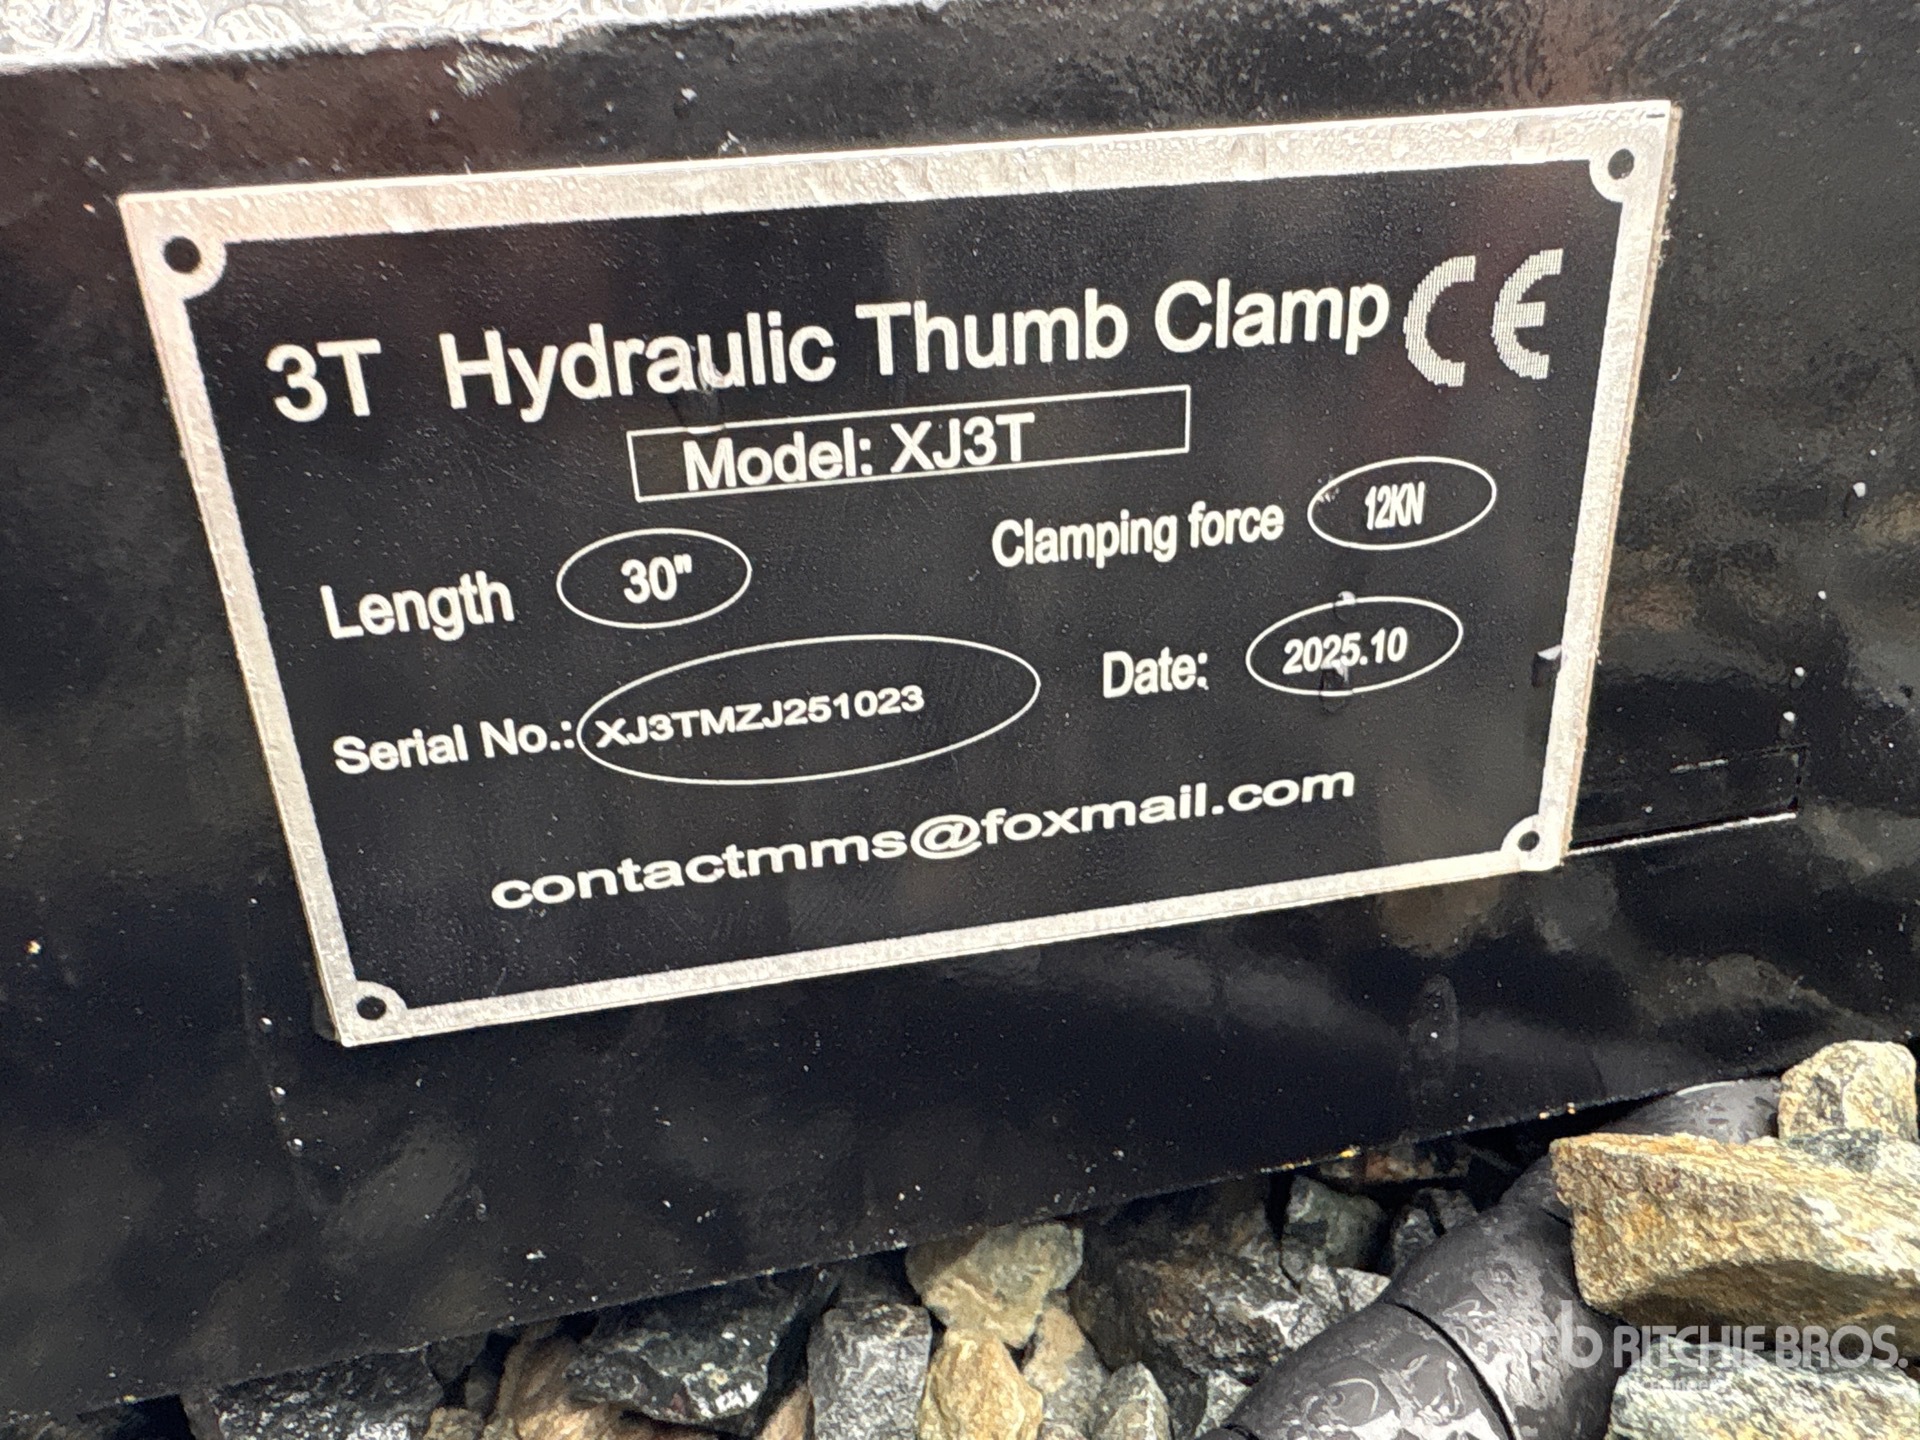 3T Hydraulic Thumb Clamp CE
Model: XJ3T
Length 30" Clamping force 12KN
Serial No.: XJ3TMZJ251023 Date: 2025.10
contactmms@foxmail.com
rb RITCHIE BROS.